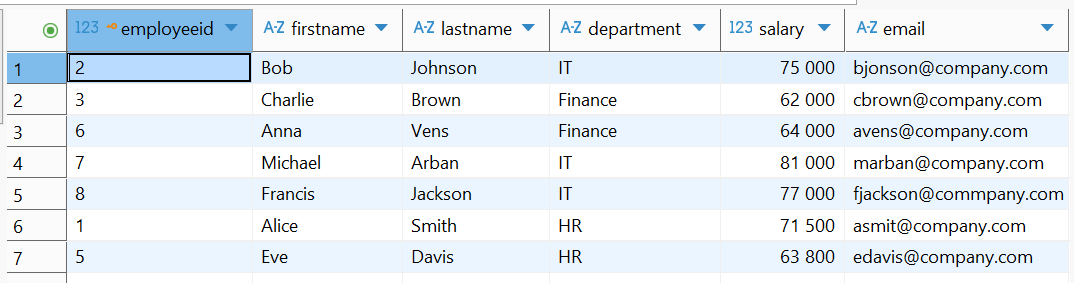 123 employeeid A-Z firstname A-Z lastname A-Z department 123 salary A-Z email
1 2 Bob Johnson IT 75 000 bjonson@company.com
2 3 Charlie Brown Finance 62 000 cbrown@company.com
3 6 Anna Vens Finance 64 000 avens@company.com
4 7 Michael Arban IT 81 000 marban@company.com
5 8 Francis Jackson IT 77 000 fjackson@commpany.com
6 1 Alice Smith HR 71 500 asmit@company.com
7 5 Eve Davis HR 63 800 edavis@company.com